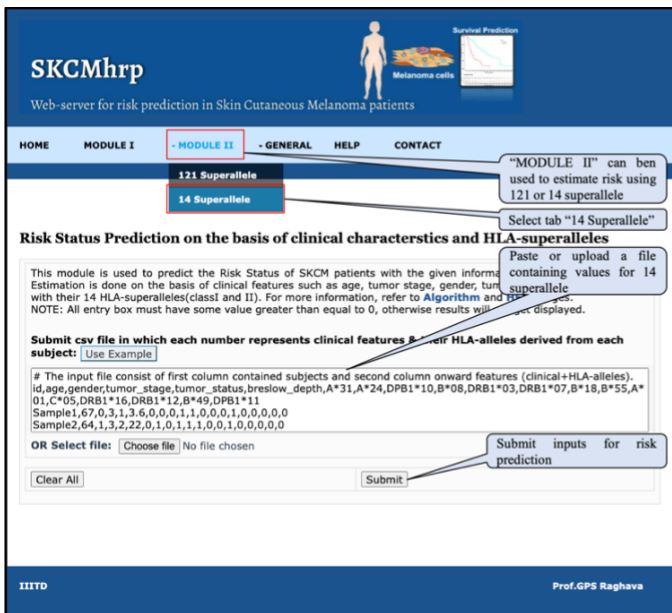 Survival Prediction
SKCMhrp
Melanoma cells
Web-server for risk prediction in Skin Cutaneous Melanoma patients
HOME MODULE I - MODULE II - GENERAL HELP CONTACT
121 Superallele
14 Superallele
“MODULE II” can ben
used to estimate risk using
121 or 14 superallele
Select tab “14 Superallele”
Risk Status Prediction on the basis of clinical characterstics and HLA-superalleles
Paste or upload a file
containing values for 14
superallele
This module is used to predict the Risk Status of SKCM patients with the given informa
Estimation is done on the basis of clinical features such as age, tumor stage, gender, tum
with their 14 HLA-superalleles(classI and II). For more information, refer to Algorithm and ges.
NOTE: All entry box must have some value greater than equal to 0, otherwise results will get displayed.
Submit csv file in which each number represents clinical features & their HLA-alleles derived from each
subject: Use Example
# The input file consist of first column contained subjects and second column onward features (clinical+HLA-alleles).
id,age,gender,tumor_stage,tumor_status,breslow_depth,A*31,A*24,DPB1*10,B*08,DRB1*03,DRB1*07,B*18,B*55,A*
01,C*05,DRB1*16,DRB1*12,B*49,DPB1*11
Sample1,67,0,3,1,3.6,0,0,0,1,1,0,0,0,1,0,0,0,0,0
Sample2,64,1,3,2,22,0,1,0,1,1,1,0,0,1,0,0,0,0,0
OR Select file: Choose file No file chosen
Submit inputs for risk
prediction
Clear All Submit
IIITD Prof.GPS Raghava